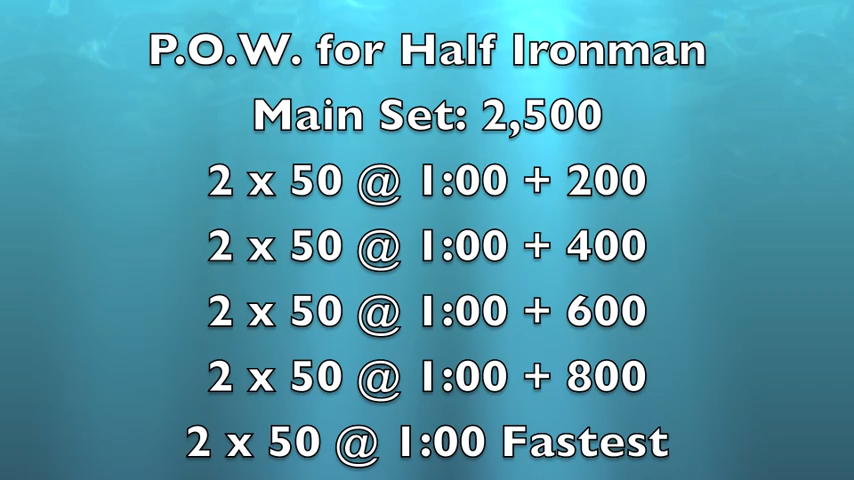 P.O.W. for Half Ironman
Main Set: 2,500
2 x 50 @ 1:00 + 200
2 x 50 @ 1:00 + 400
2 x 50 @ 1:00 + 600
2 x 50 @ 1:00 + 800
2 x 50 @ 1:00 Fastest